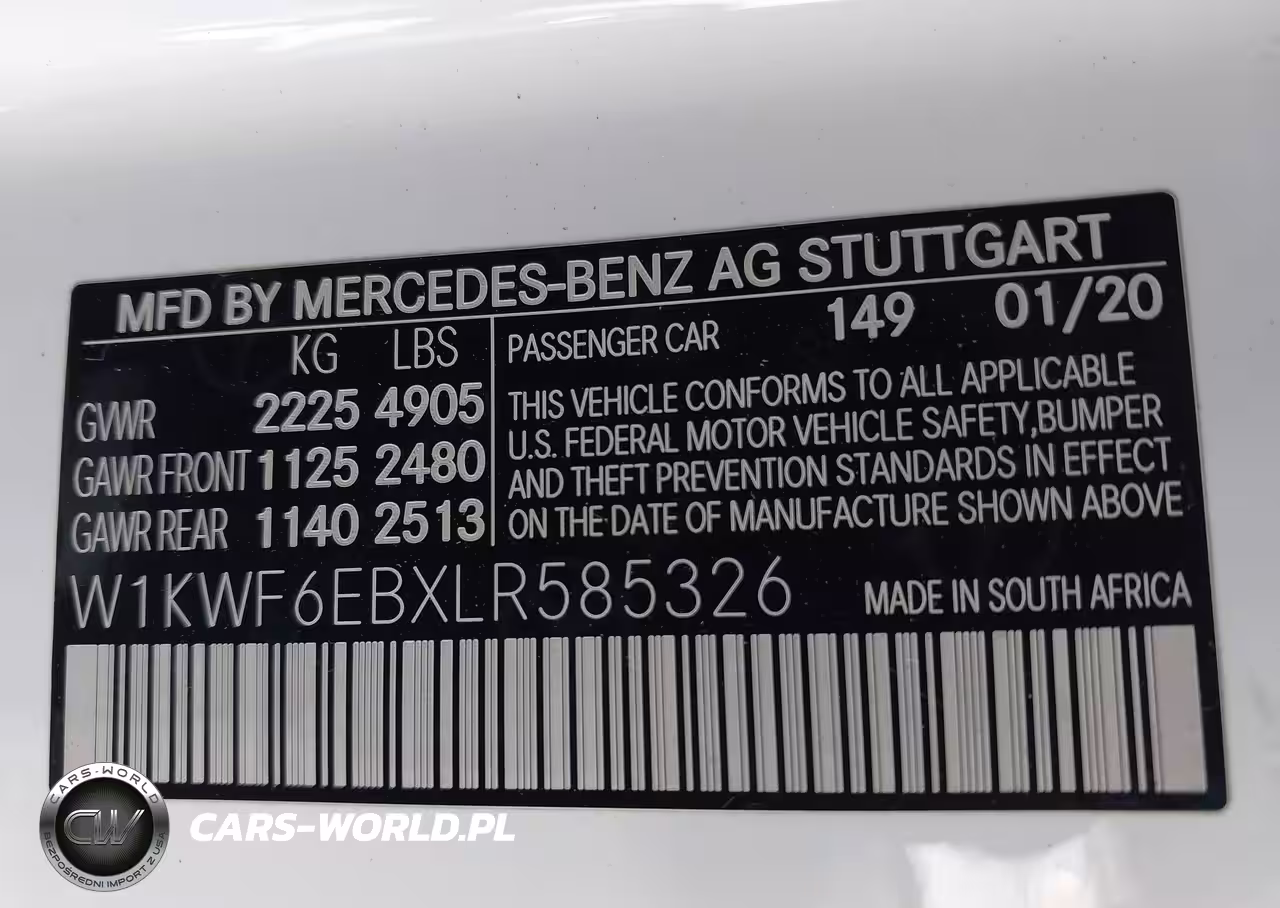 MFD BY MERCEDES-BENZ AG STUTTGART
KG LBS
GVWR 2225 4905
GAWR FRONT 1125 2480
GAWR REAR 1140 2513
PASSENGER CAR 149 01/20
THIS VEHICLE CONFORMS TO ALL APPLICABLE
U.S. FEDERAL MOTOR VEHICLE SAFETY,BUMPER
AND THEFT PREVENTION STANDARDS IN EFFECT
ON THE DATE OF MANUFACTURE SHOWN ABOVE
W1KWF6EBXLR585326 MADE IN SOUTH AFRICA
CARS-WORLD
CW
BEZPOŚREDNI IMPORT Z USA
CARS-WORLD.PL